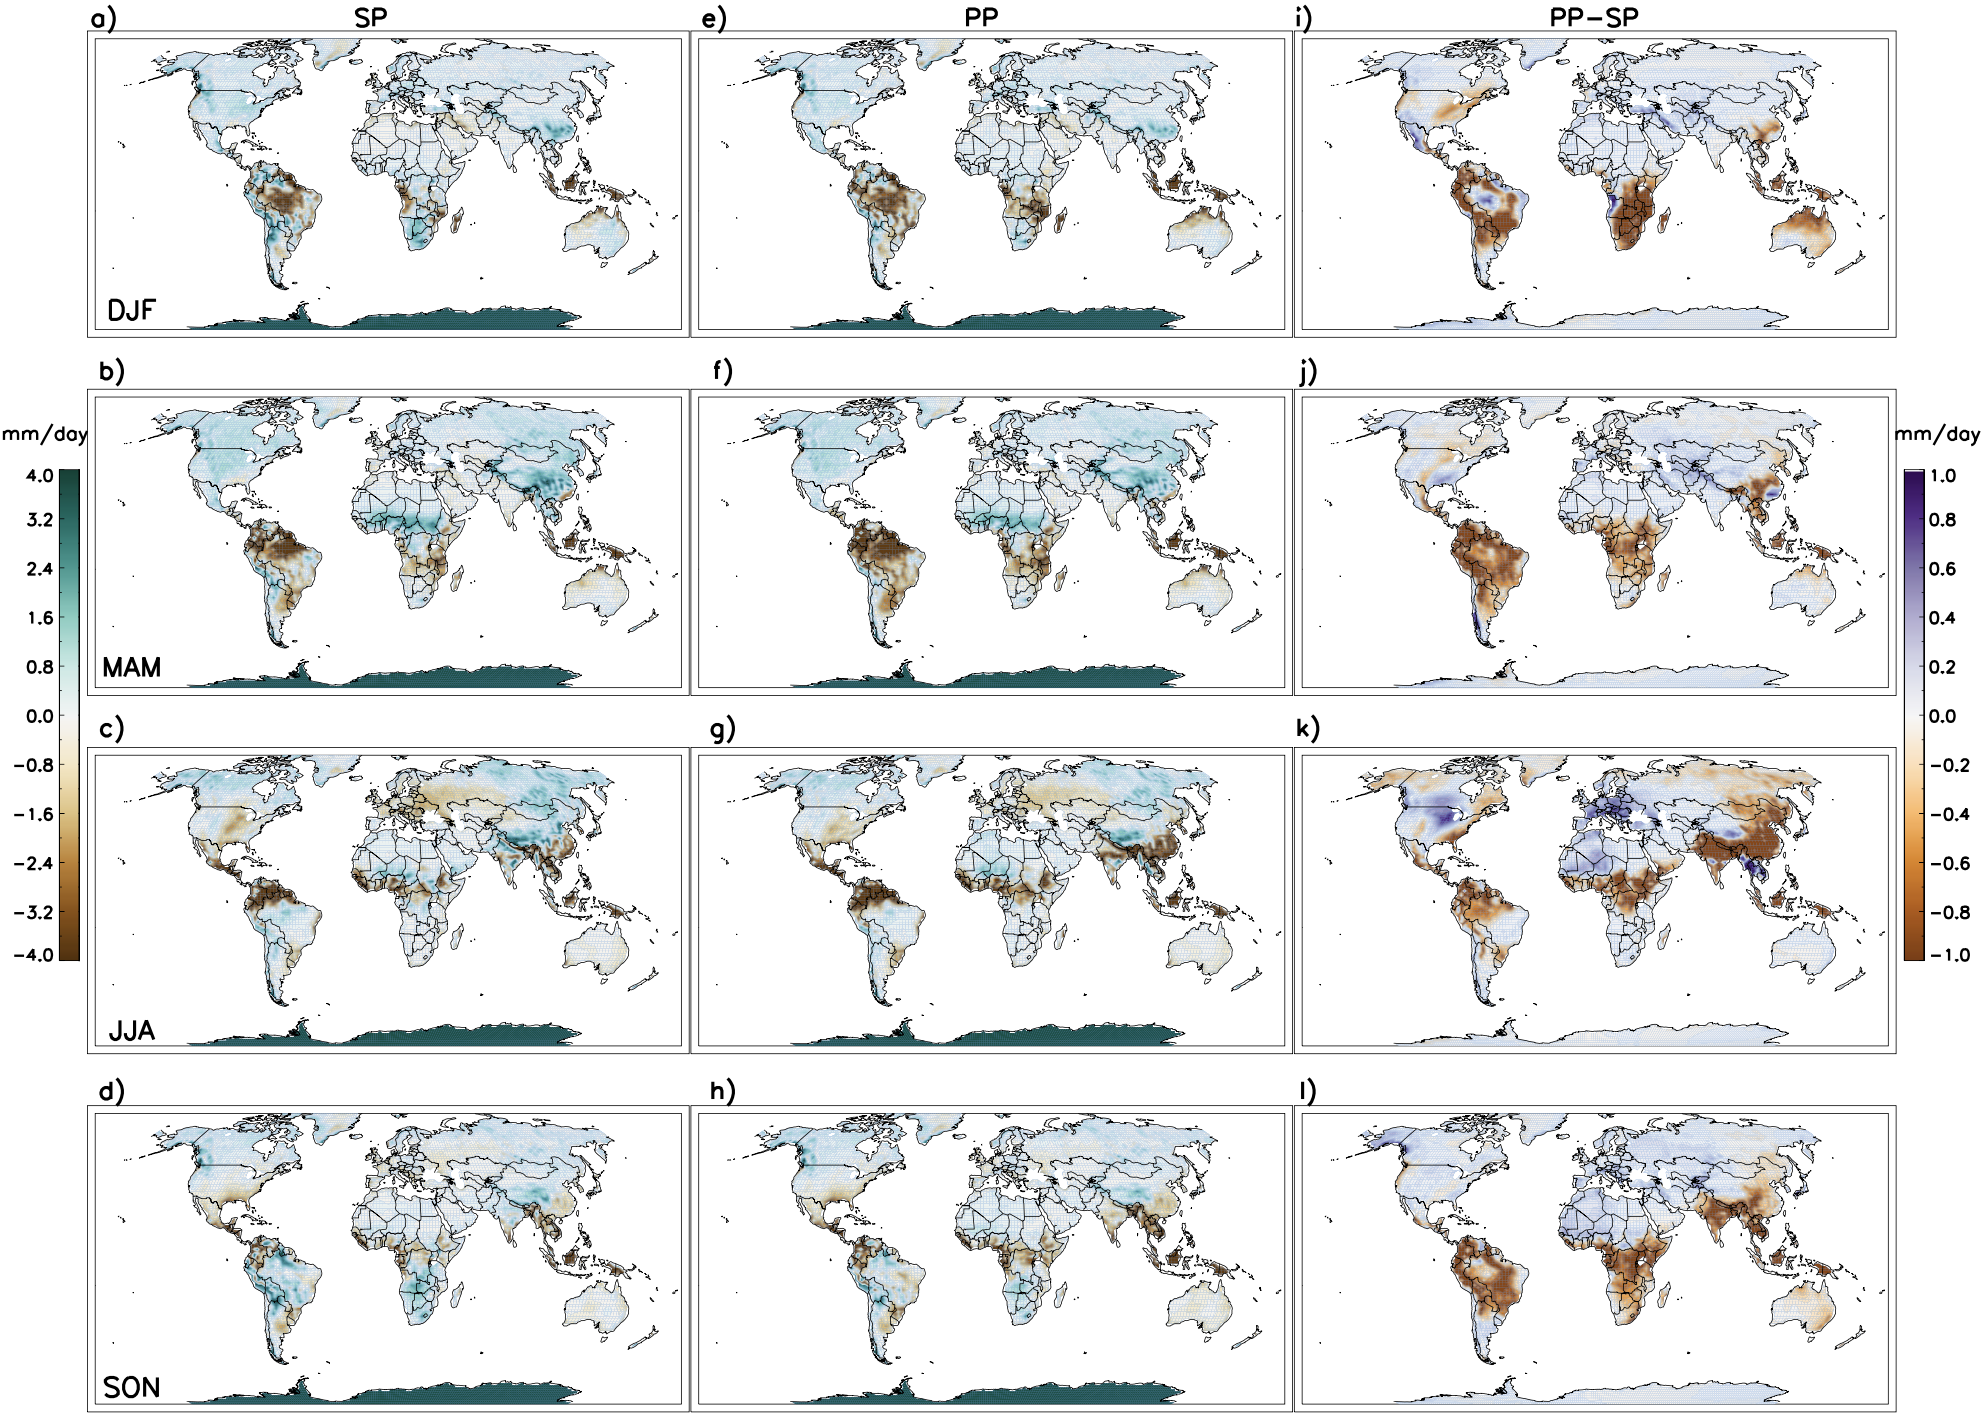 a) SP e) PP i) PP-SP
DJF
b) f) j)
mm/day mm/day
4.0 1.0
3.2 0.8
2.4 0.6
1.6 0.4
0.8 0.2
MAM
0.0 0.0
c) g) k)
-0.8 -0.2
-1.6 -0.4
-2.4 -0.6
-3.2 -0.8
-4.0 -1.0
JJA
d) h) l)
SON